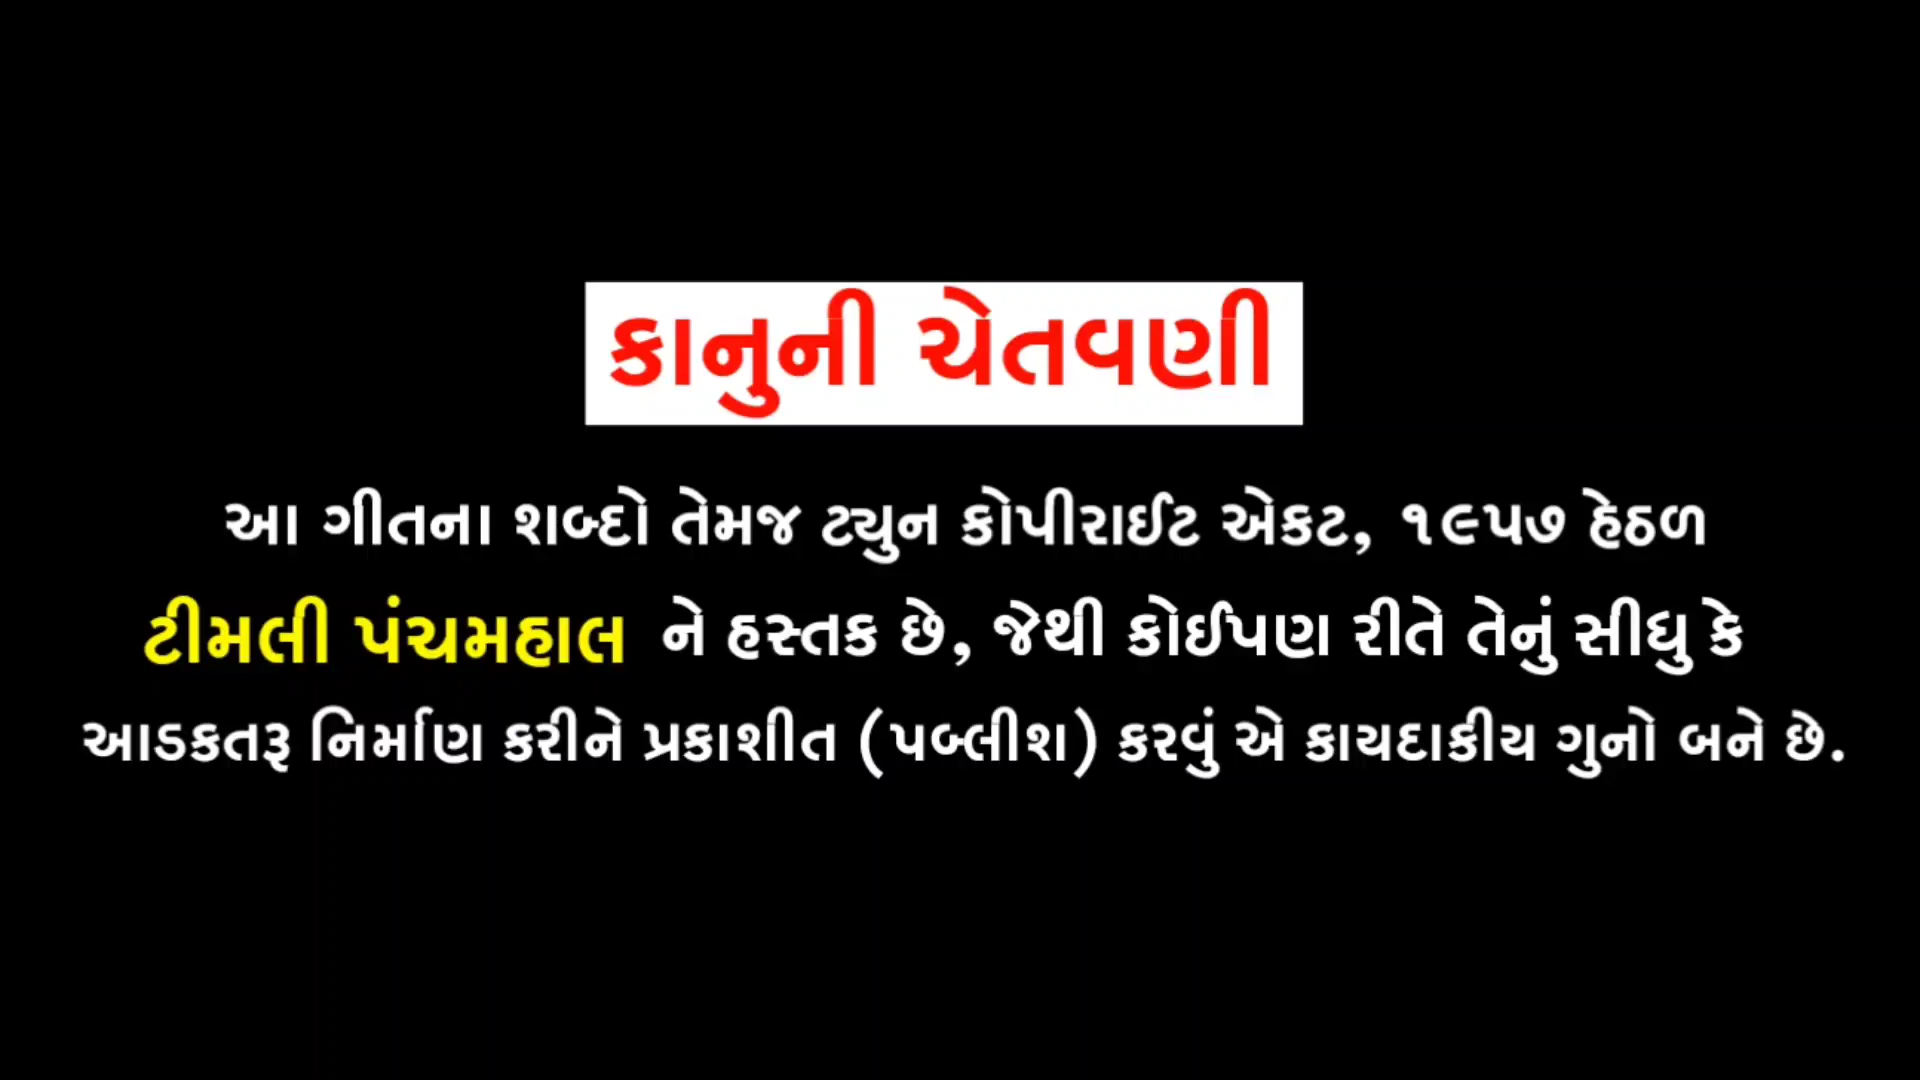 કાનુની ચેતવણી
આ ગીતના શબ્દો તેમજ ટ્યુન કોપીરાઈટ એકટ, ૧૯૫૭ હેઠળ
ટીમલી પંચમહાલ ને હસ્તક છે, જેથી કોઈપણ રીતે તેનું સીધુ કે
આડકતરૂ નિર્માણ કરીને પ્રકાશીત (પબ્લીશ) કરવું એ કાયદાકીય ગુનો બને છે.